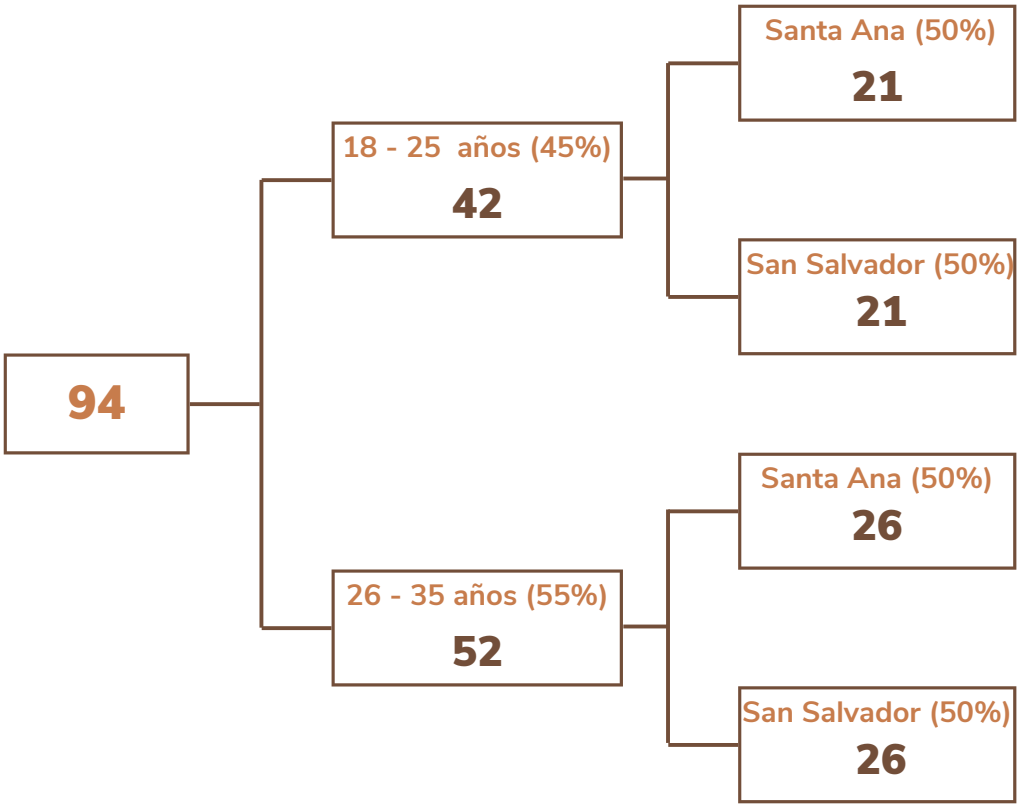 94
18 - 25  años (45%)
42
Santa Ana (50%)
21
San Salvador (50%)
21
26 - 35 años (55%)
52
Santa Ana (50%)
26
San Salvador (50%)
26